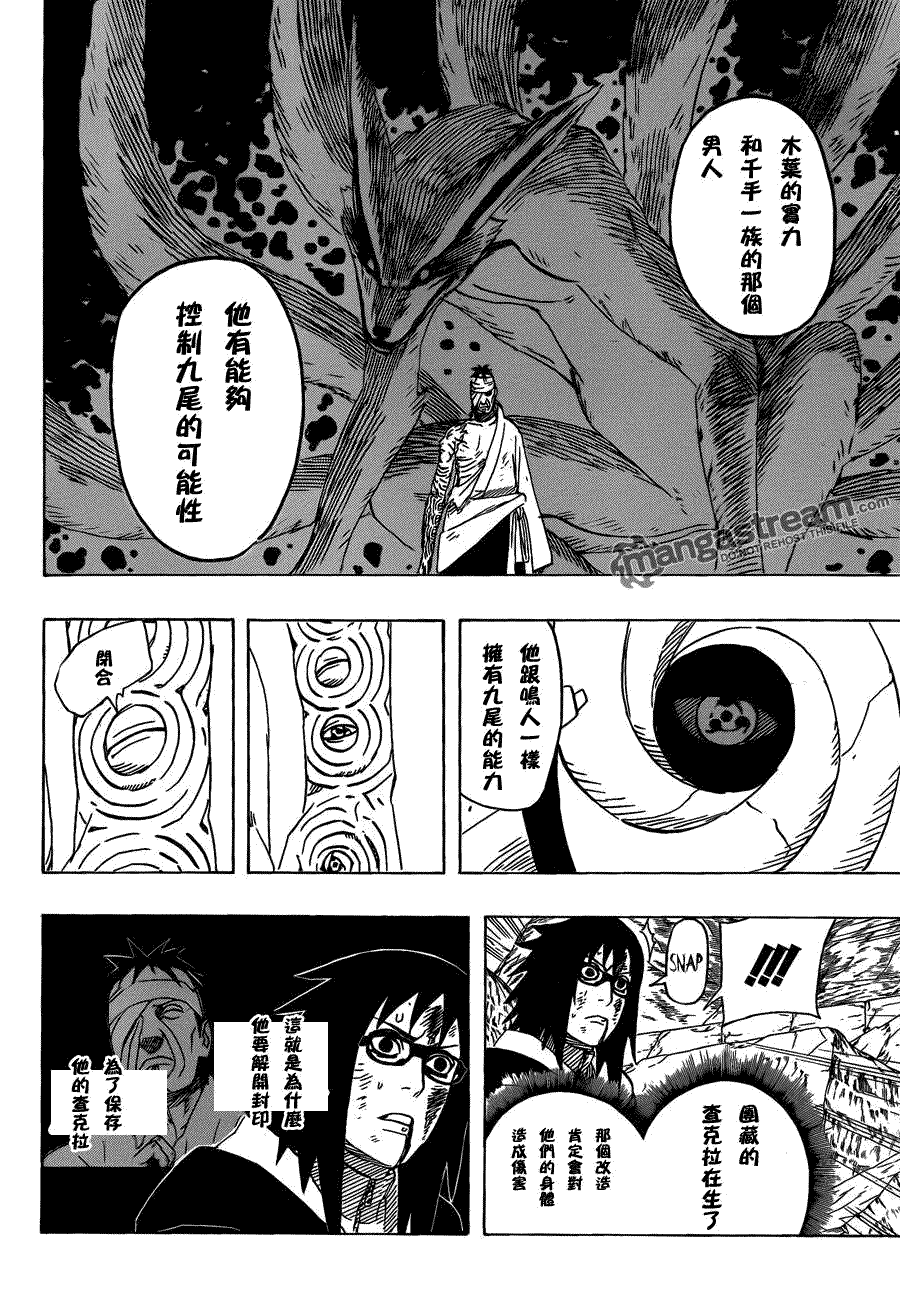 木葉的實力
和千手一族的那個
男人
他有能夠
控制九尾的可能性
mangastream.com
DO NOT REHOST THIS FILE
他跟鳴人一樣
擁有九尾的能力
閉合
!!!
SNAP
團藏的
查克拉在生了
那個改造
肯定會對
他們的身體
造成傷害
這就是為什麼
他要解開封印
為了保存
他的查克拉